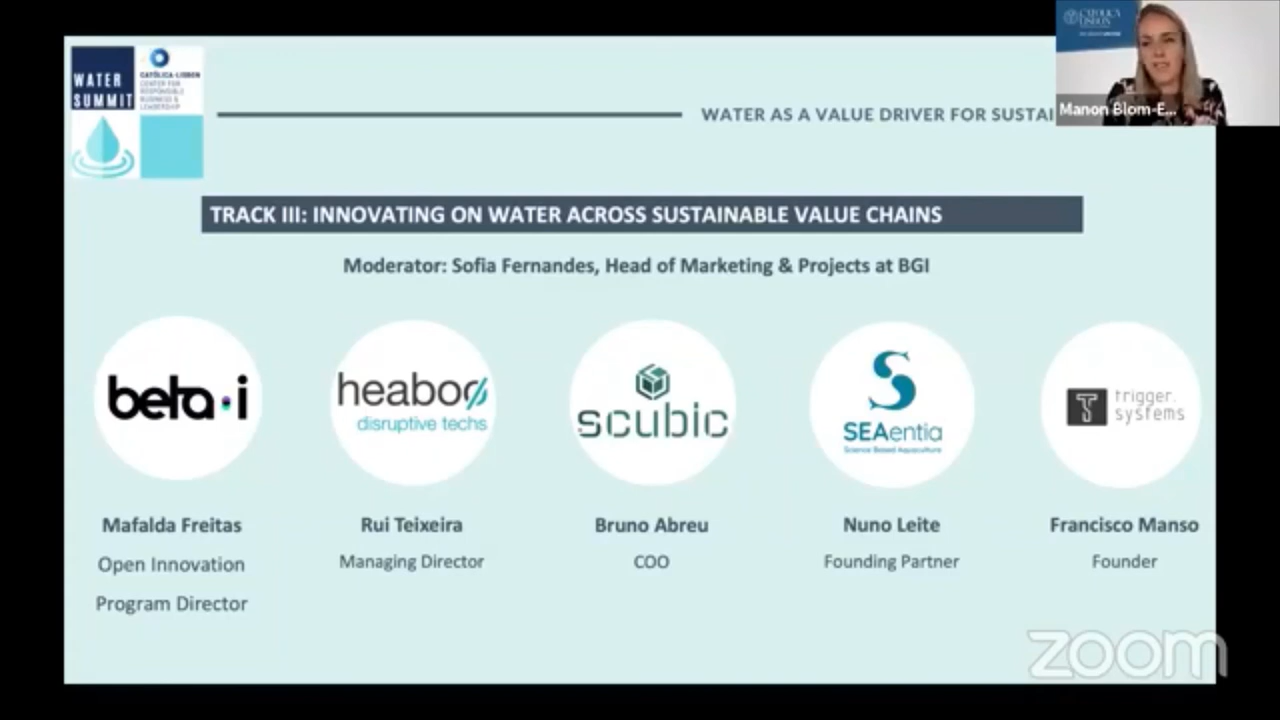 WATER
SUMMIT
CATÓLICA-LISBON
CENTER FOR
RESPONSIBLE
BUSINESS &
LEADERSHIP
WATER AS A VALUE DRIVER FOR SUSTAI
CATÓLICA
LISBON
Manon Blom-E...
TRACK III: INNOVATING ON WATER ACROSS SUSTAINABLE VALUE CHAINS
Moderator: Sofia Fernandes, Head of Marketing & Projects at BGI
beta-i
heaboo
disruptive techs
scubic
SEAentia
Science Based Aquaculture
T
trigger.
systems
Mafalda Freitas
Open Innovation
Program Director
Rui Teixeira
Managing Director
Bruno Abreu
COO
Nuno Leite
Founding Partner
Francisco Manso
Founder
zoom